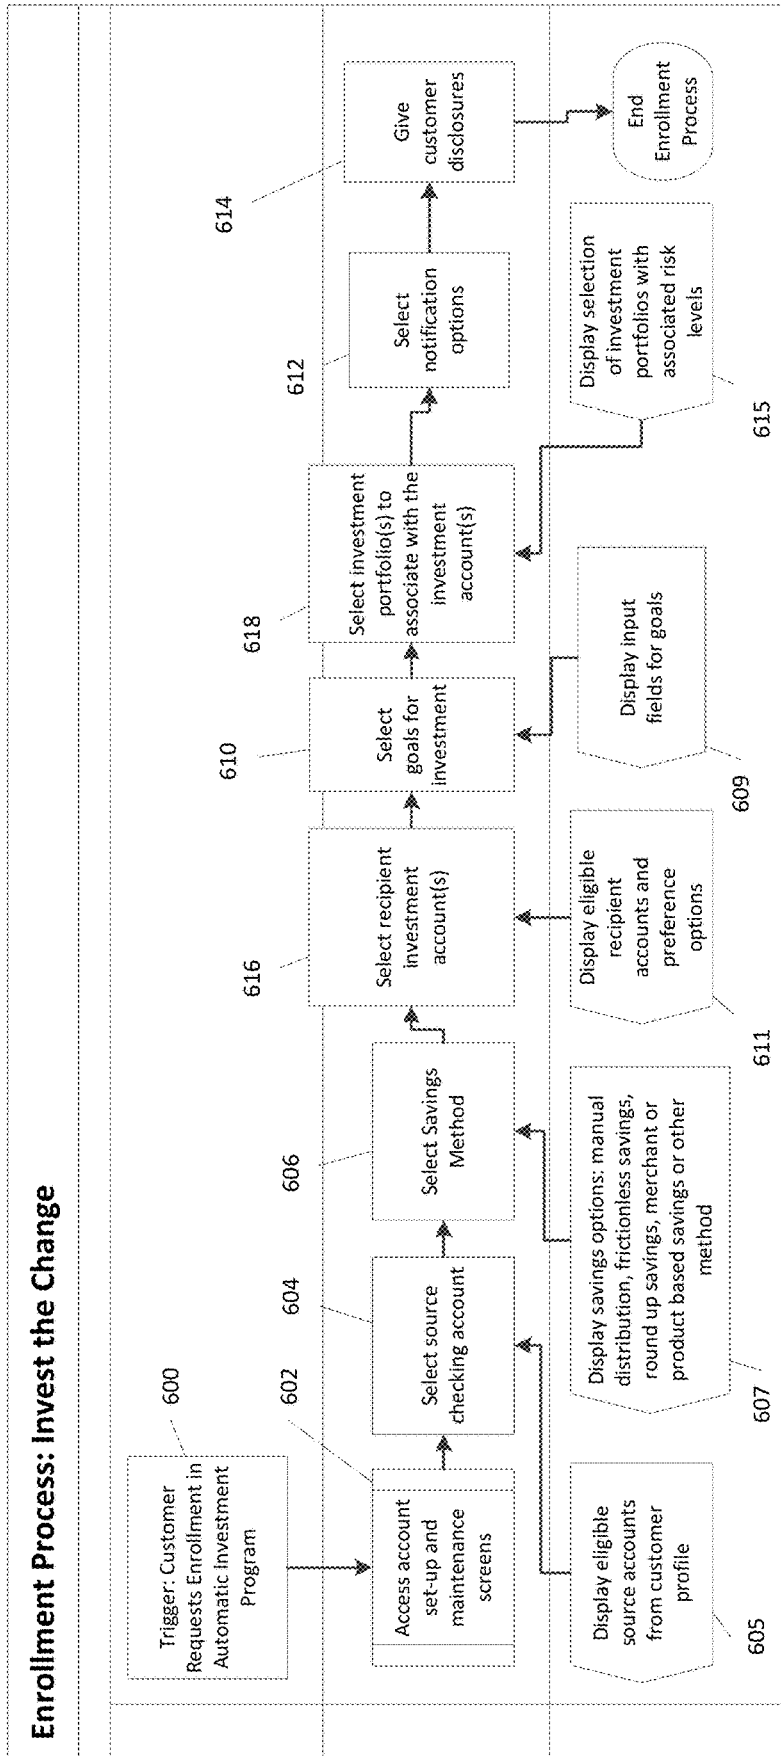 Enrollment Process: Invest the Change
Trigger: Customer
Requests Enrollment in
Automatic Investment
Program
600
602
Access account
set-up and
maintenance
screens
604
Select source
checking account
606
Select Savings
Method
616
Select recipient
investment
account(s)
610
Select
goals for
investment
618
Select investment
portfolio(s) to
associate with the
investment
account(s)
612
Select
notification
options
614
Give
customer
disclosures
Display eligible
source accounts
from customer
profile
605
Display savings options: manual
distribution, frictionless savings,
round up savings, merchant or
product based savings or other
method
607
Display eligible
recipient
accounts and
preference
options
611
Display input
fields for goals
609
Display selection
of investment
portfolios with
associated risk
levels
615
End
Enrollment
Process